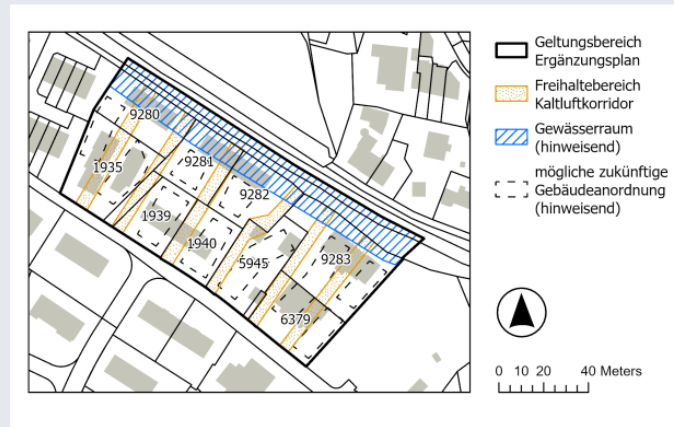 Geltungsbereich
Ergänzungsplan
Freihaltebereich
Kaltluftkorridor
Gewässerraum
(hinweisend)
mögliche zukünftige
Gebäudeanordnung
(hinweisend)
9280
1935
9281
9282
1939
1940
5945
9283
6379
0 10 20 40 Meters